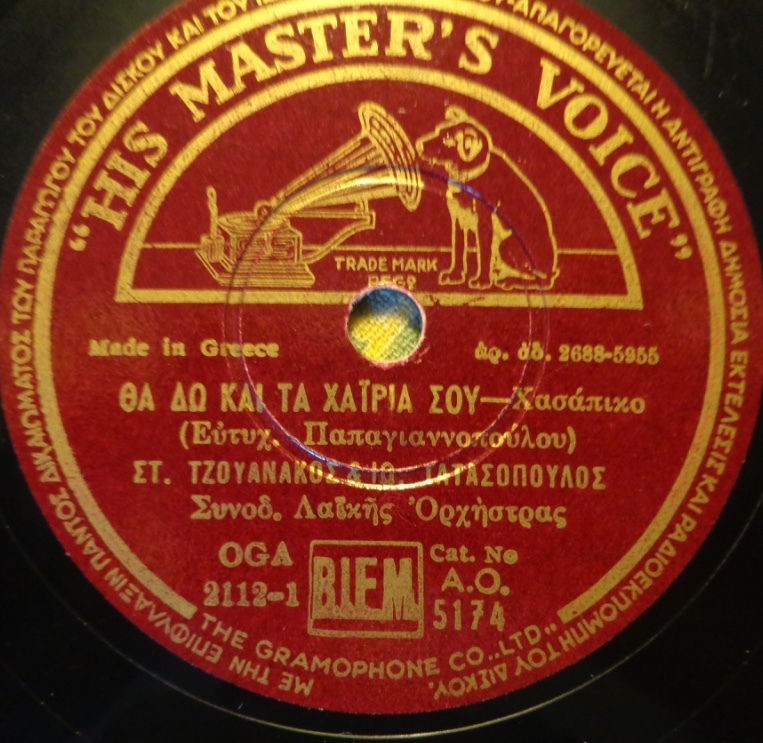 ΜΕ ΤΗΝ ΕΠΙΦΥΛΑΞΙΝ ΠΑΝΤΟΣ ΔΙΚΑΙΩΜΑΤΟΣ ΤΟΥ ΠΑΡΑΓΩΓΟΥ ΤΟΥ ΔΙΣΚΟΥ ΚΑΙ ΤΟΥ
ΑΠΑΓΟΡΕΥΕΤΑΙ Η ΑΝΤΙΓΡΑΦΗ ΔΗΜΟΣΙΑ ΕΚΤΕΛΕΣΙΣ ΚΑΙ ΡΑΔΙΟΕΚΠΟΜΠΗ ΤΟΥ ΔΙΣΚΟΥ.
“HIS MASTER'S VOICE”
TRADE MARK
Made in Greece
ἀρ. ἀδ. 2688-5955
ΘΑ ΔΩ ΚΑΙ ΤΑ ΧΑΪΡΙΑ ΣΟΥ—Χασάπικο
(Εὐτυχ. Παπαγιαννοπούλου)
ΣΤ. ΤΖΟΥΑΝΑΚΟΣ & ΙΩ. ΤΑΤΑΣΟΠΟΥΛΟΣ
Συνοδ. Λαϊκῆς Ὀρχήστρας
OGA
2112-1
B.I.E.M.
Cat. No
A.O.
5174
THE GRAMOPHONE CO., LTD.,